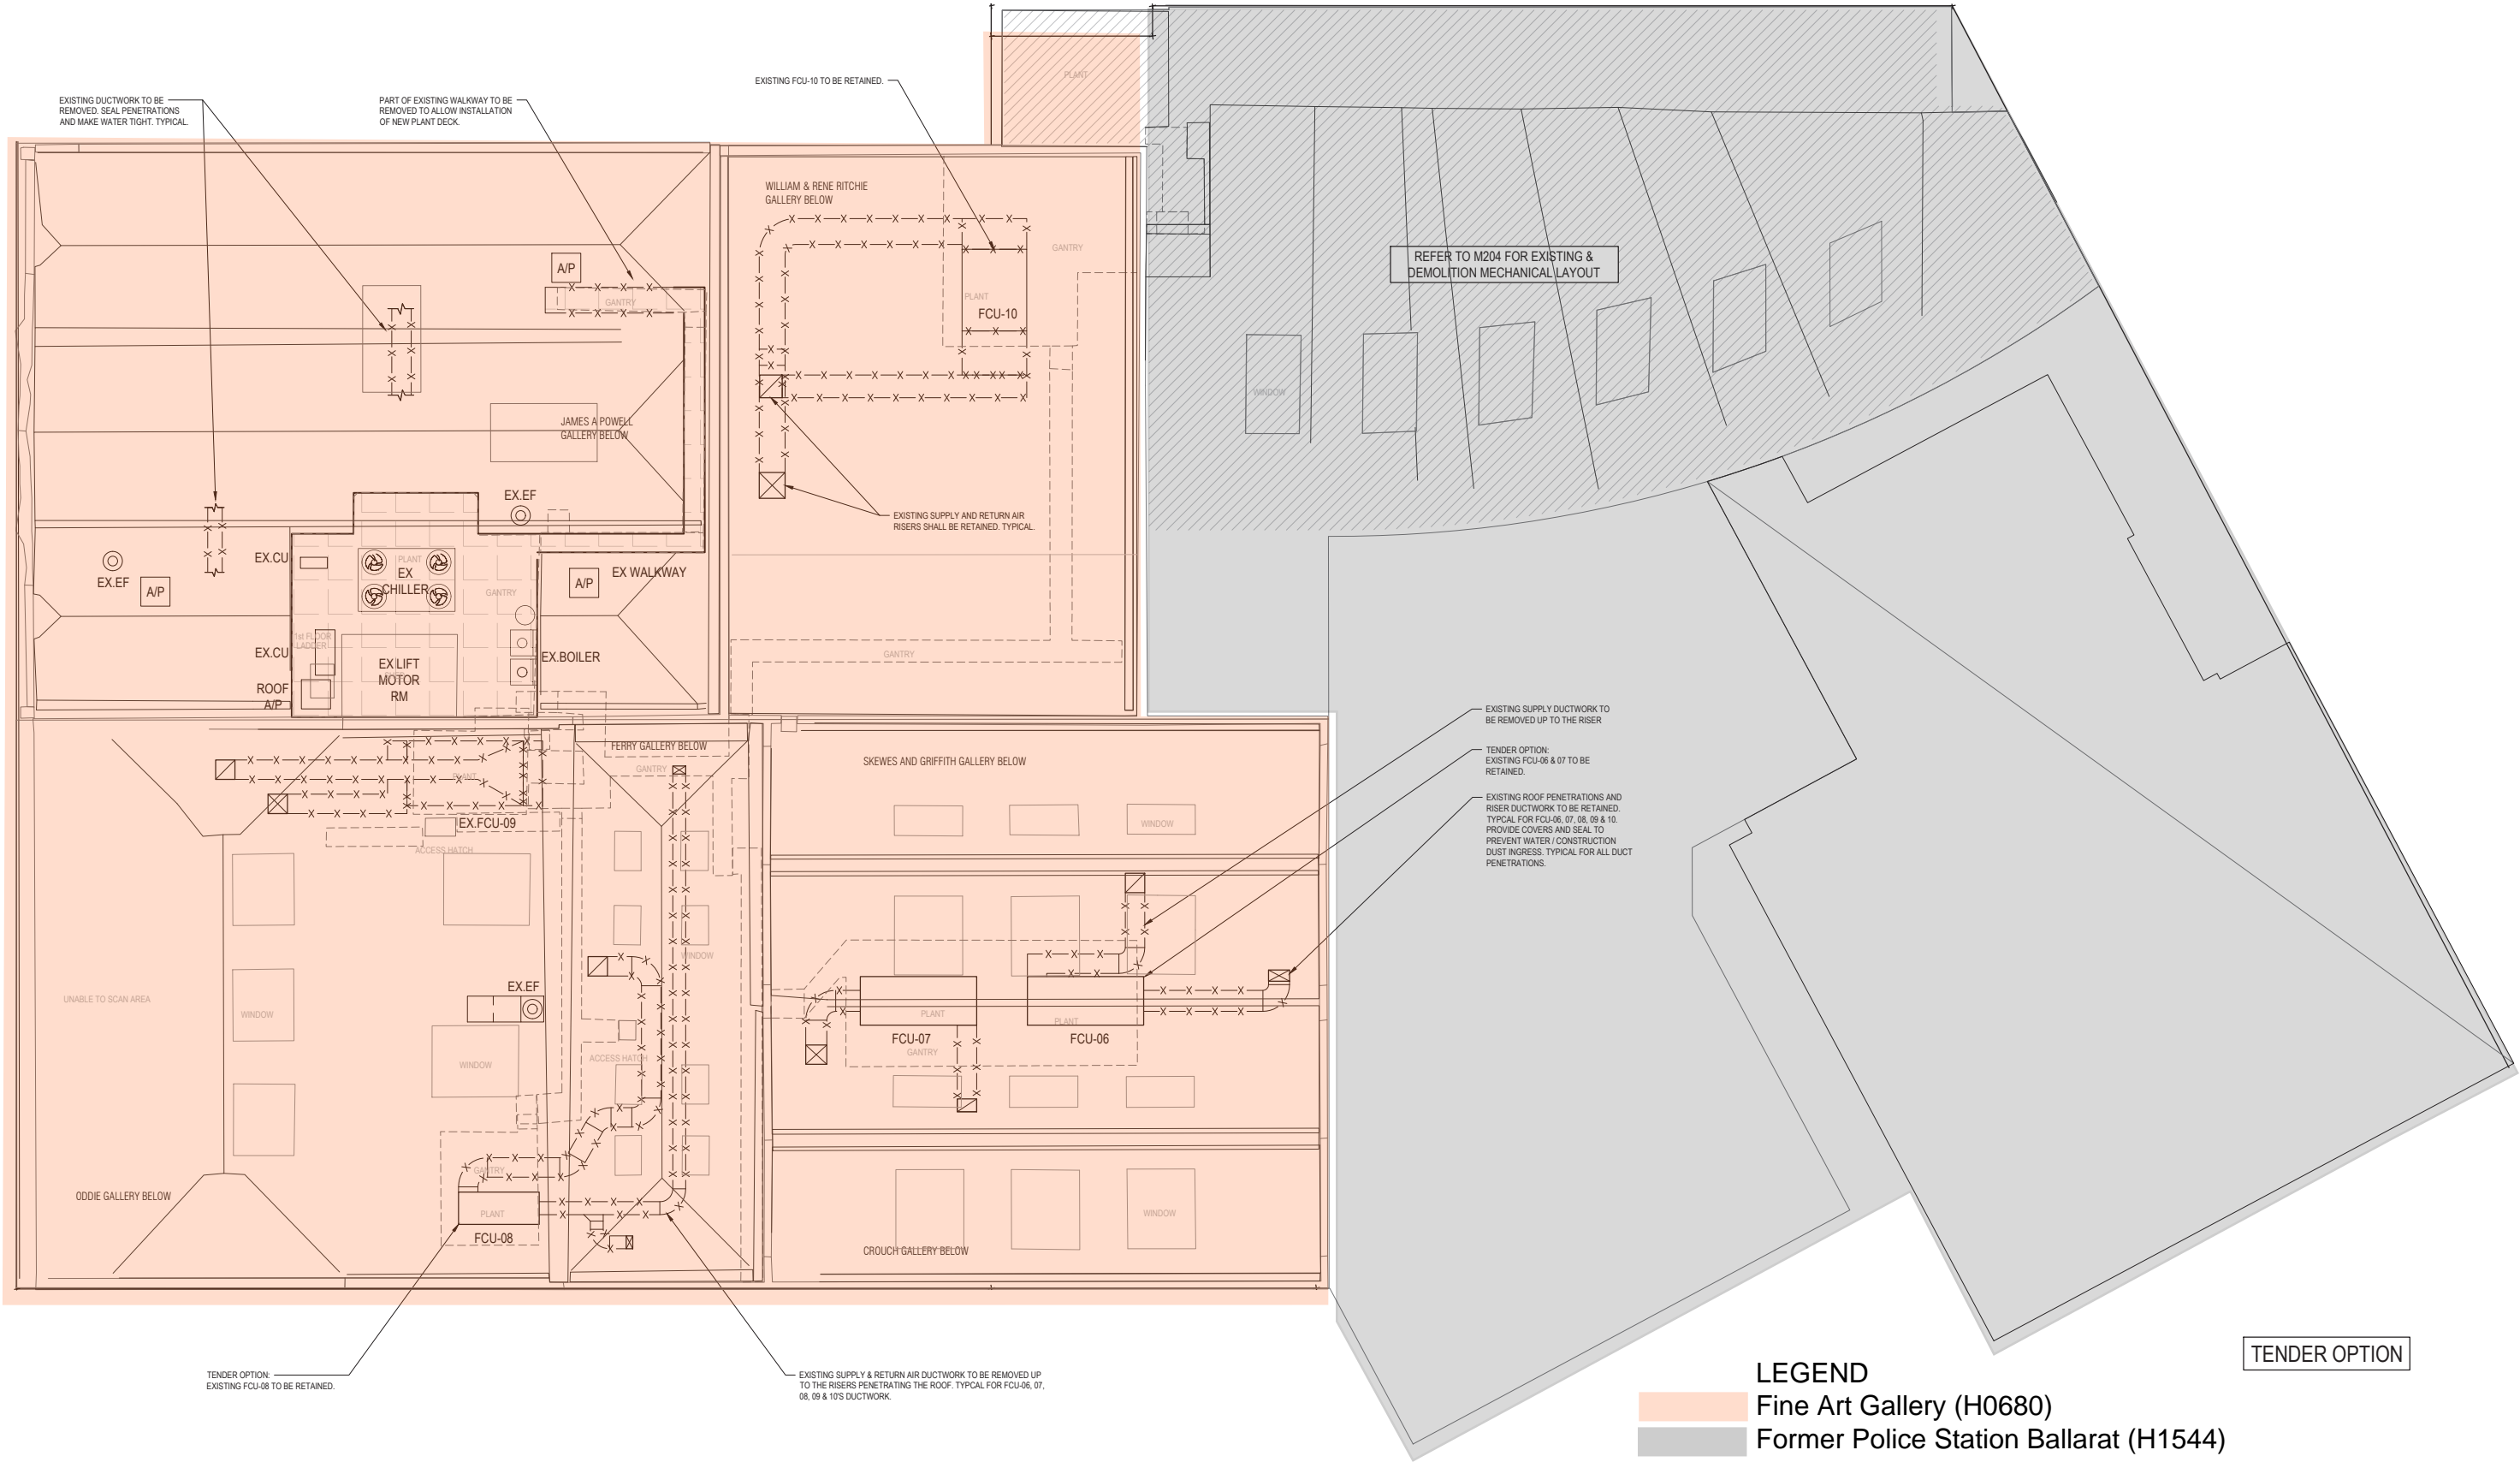 EXISTING DUCTWORK TO BE
REMOVED. SEAL PENETRATIONS
AND MAKE WATER TIGHT. TYPICAL.
PART OF EXISTING WALKWAY TO BE
REMOVED TO ALLOW INSTALLATION
OF NEW PLANT DECK.
EXISTING FCU-10 TO BE RETAINED.
PLANT
WILLIAM & RENE RITCHIE
GALLERY BELOW
GANTRY
REFER TO M204 FOR EXISTING &
DEMOLITION MECHANICAL LAYOUT
A/P
GANTRY
PLANT
FCU-10
WINDOW
JAMES A POWELL
GALLERY BELOW
EX.EF
EXISTING SUPPLY AND RETURN AIR
RISERS SHALL BE RETAINED. TYPICAL.
EX.CU
PLANT
EX
CHILLER
EX.EF
A/P
A/P
EX WALKWAY
GANTRY
1st FLOOR
LADDER
EX.CU
EX LIFT
MOTOR
RM
EX.BOILER
GANTRY
ROOF
A/P
EXISTING SUPPLY DUCTWORK TO
BE REMOVED UP TO THE RISER
FERRY GALLERY BELOW
GANTRY
SKEWES AND GRIFFITH GALLERY BELOW
TENDER OPTION:
EXISTING FCU-06 & 07 TO BE
RETAINED.
PLANT
EX.FCU-09
ACCESS HATCH
WINDOW
EXISTING ROOF PENETRATIONS AND
RISER DUCTWORK TO BE RETAINED.
TYPCAL FOR FCU-06, 07, 08, 09 & 10.
PROVIDE COVERS AND SEAL TO
PREVENT WATER / CONSTRUCTION
DUST INGRESS. TYPICAL FOR ALL DUCT
PENETRATIONS.
WINDOW
UNABLE TO SCAN AREA
WINDOW
EX.EF
PLANT
PLANT
FCU-07
FCU-06
GANTRY
WINDOW
ACCESS HATCH
GANTRY
ODDIE GALLERY BELOW
PLANT
FCU-08
WINDOW
CROUCH GALLERY BELOW
TENDER OPTION:
EXISTING FCU-08 TO BE RETAINED.
EXISTING SUPPLY & RETURN AIR DUCTWORK TO BE REMOVED UP
TO THE RISERS PENETRATING THE ROOF. TYPCAL FOR FCU-06, 07,
08, 09 & 10'S DUCTWORK.
TENDER OPTION
LEGEND
Fine Art Gallery (H0680)
Former Police Station Ballarat (H1544)